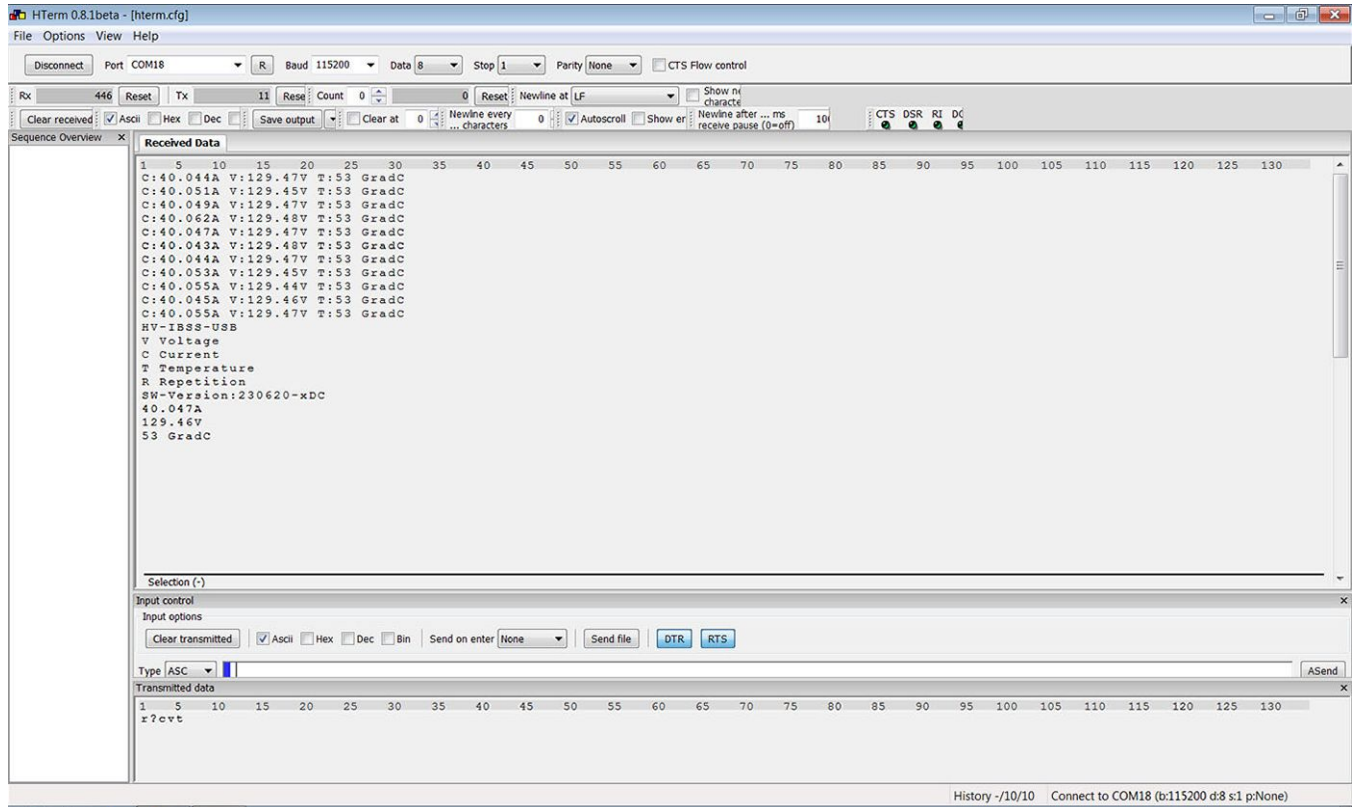 HTerm 0.8.1beta - [hterm.cfg]
File Options View Help
Disconnect Port COM18 R Baud 115200 Data 8 Stop 1 Parity None CTS Flow control
Rx 446 Reset Tx 11 Rese Count 0 0 Reset Newline at LF Show ne
characte
Clear received Ascii Hex Dec Save output Clear at 0 Newline every
... characters 0 Autoscroll Show er Newline after ... ms
receive pause (0=off) 10 CTS DSR RI DC
Sequence Overview x
Received Data
1 5 10 15 20 25 30 35 40 45 50 55 60 65 70 75 80 85 90 95 100 105 110 115 120 125 130
C:40.044A V:129.47V T:53 GradC
C:40.051A V:129.45V T:53 GradC
C:40.049A V:129.47V T:53 GradC
C:40.062A V:129.48V T:53 GradC
C:40.047A V:129.47V T:53 GradC
C:40.043A V:129.48V T:53 GradC
C:40.044A V:129.47V T:53 GradC
C:40.053A V:129.45V T:53 GradC
C:40.055A V:129.44V T:53 GradC
C:40.045A V:129.46V T:53 GradC
C:40.055A V:129.47V T:53 GradC
HV-IBSS-USB
V Voltage
C Current
T Temperature
R Repetition
SW-Version:230620-xDC
40.047A
129.46V
53 GradC
Selection (-)
Input control x
Input options
Clear transmitted Ascii Hex Dec Bin Send on enter None Send file DTR RTS
Type ASC ASend
Transmitted data x
1 5 10 15 20 25 30 35 40 45 50 55 60 65 70 75 80 85 90 95 100 105 110 115 120 125 130
r?cvt
History -/10/10 Connect to COM18 (b:115200 d:8 s:1 p:None)